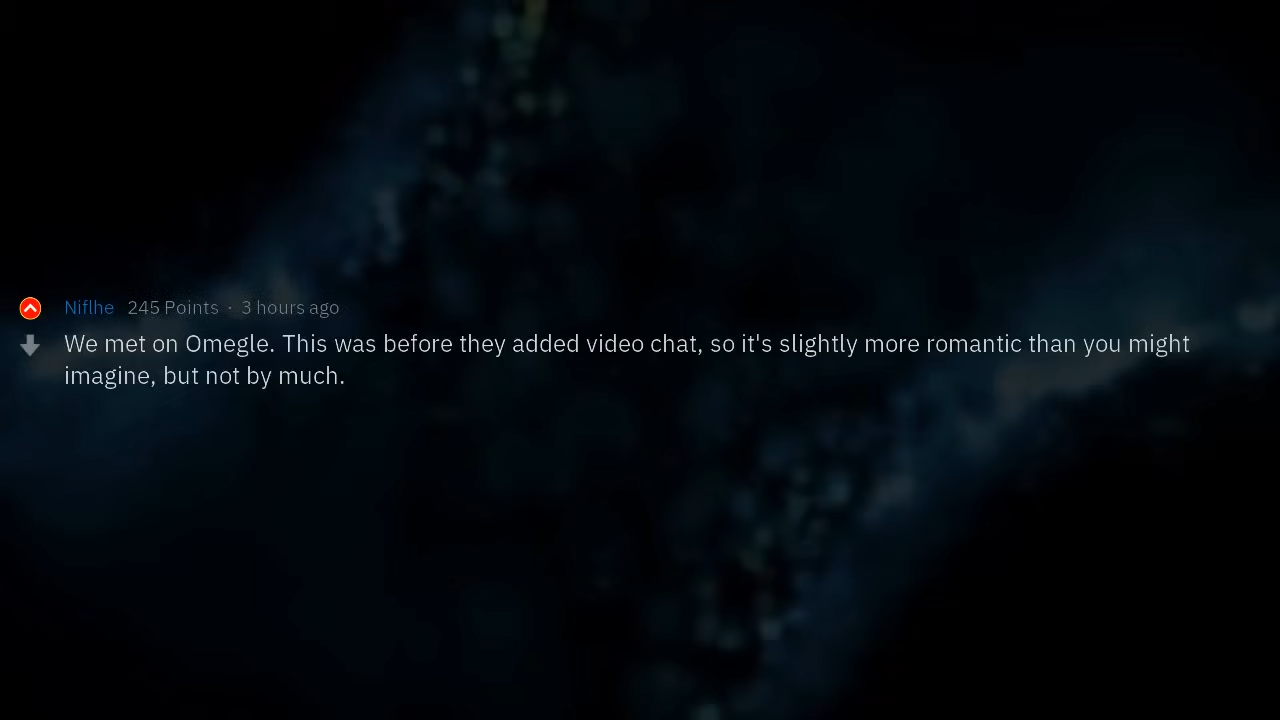 Niflhe 245 Points · 3 hours ago
We met on Omegle. This was before they added video chat, so it's slightly more romantic than you might
imagine, but not by much.